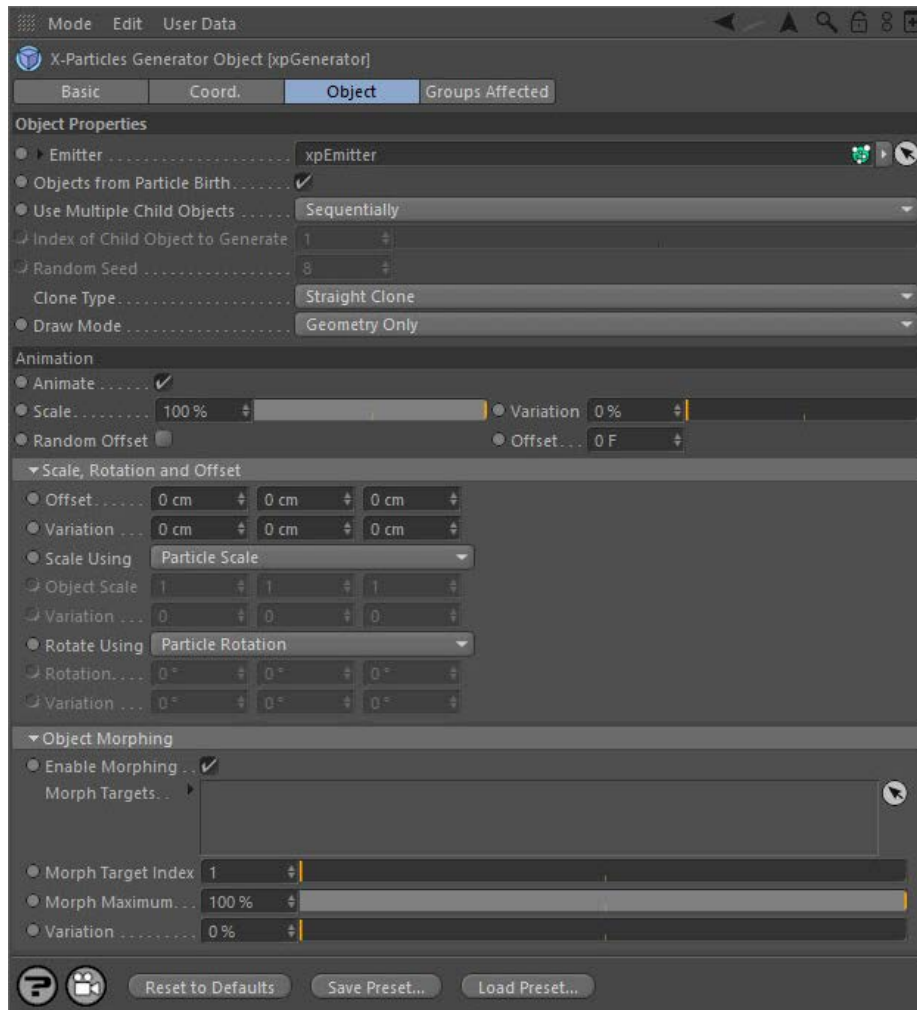 Mode Edit User Data
X-Particles Generator Object [xpGenerator]
Basic Coord. Object Groups Affected
Object Properties
Emitter . . . . . . . . . . . . . . . . . . . . . xpEmitter
Objects from Particle Birth. . . . . . .
Use Multiple Child Objects . . . . . . Sequentially
Index of Child Object to Generate 1
Random Seed . . . . . . . . . . . . . . . . . 8
Clone Type. . . . . . . . . . . . . . . . . . . . Straight Clone
Draw Mode . . . . . . . . . . . . . . . . . . . Geometry Only
Animation
Animate . . . . . .
Scale. . . . . . . . . 100 % Variation 0 %
Random Offset Offset. . . 0 F
Scale, Rotation and Offset
Offset. . . . . . 0 cm 0 cm 0 cm
Variation . . . 0 cm 0 cm 0 cm
Scale Using Particle Scale
Object Scale 1 1 1
Variation . . . 0 0 0
Rotate Using Particle Rotation
Rotation. . . . 0 ° 0 ° 0 °
Variation . . . 0 ° 0 ° 0 °
Object Morphing
Enable Morphing . .
Morph Targets. .
Morph Target Index 1
Morph Maximum. . . 100 %
Variation . . . . . . . . . 0 %
Reset to Defaults Save Preset... Load Preset...